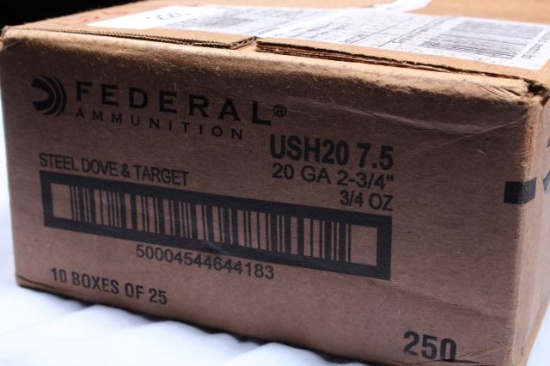 FEDERAL®
AMMUNITION
USH20 7.5
20 GA 2-3/4"
3/4 OZ
STEEL DOVE & TARGET
50004544644183
10 BOXES OF 25
250